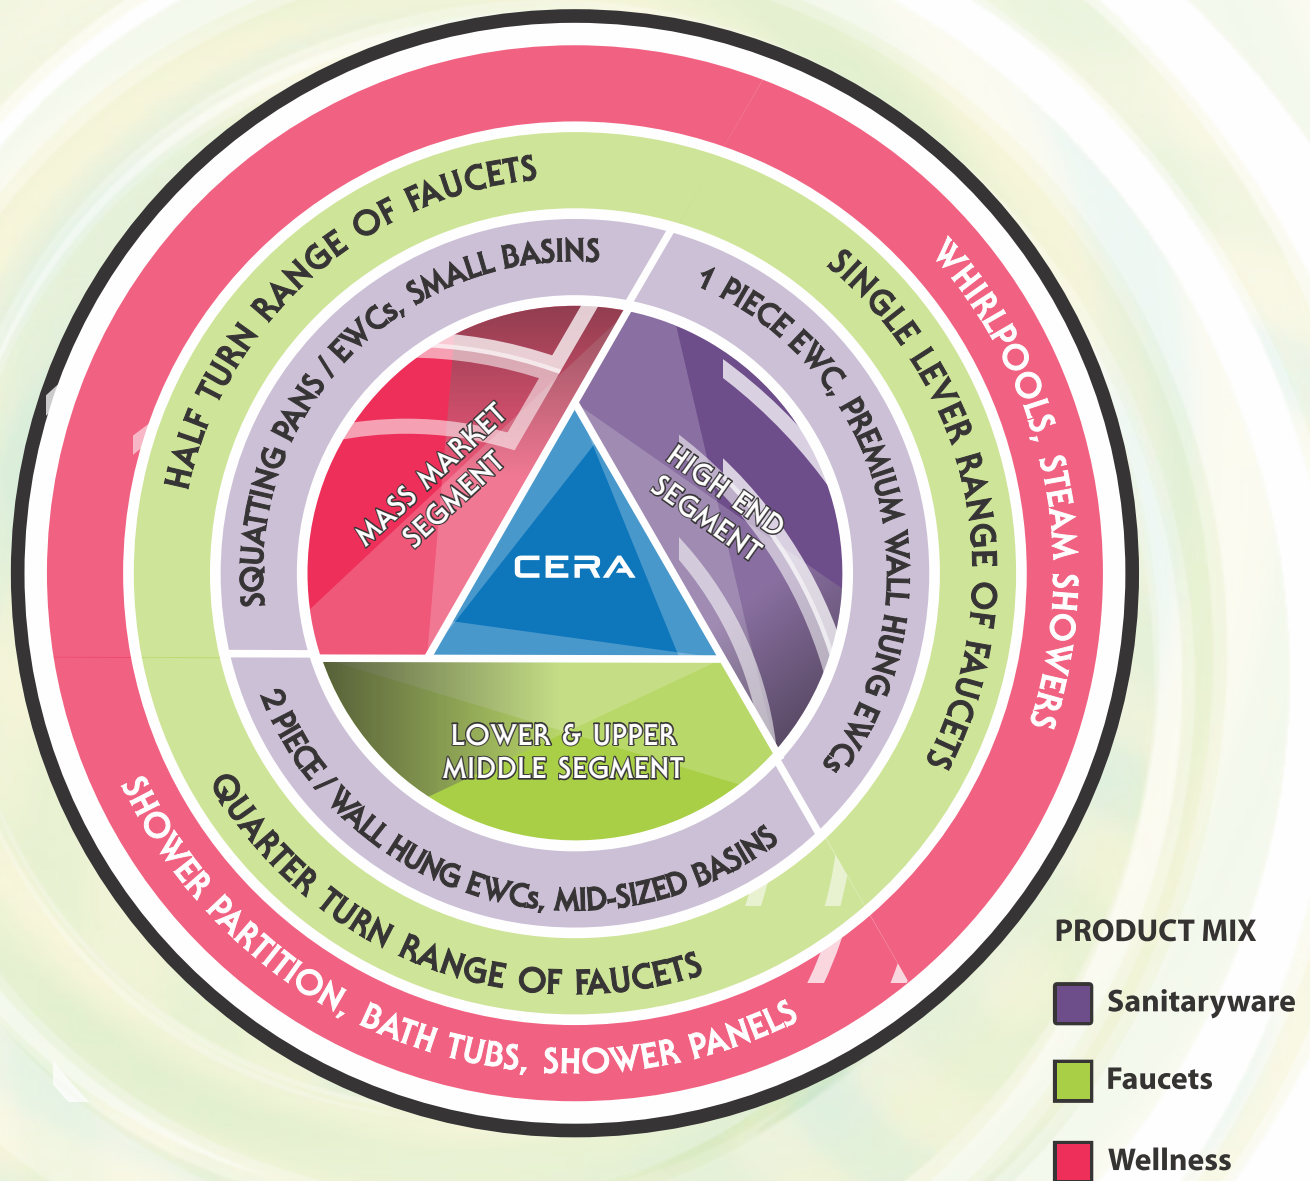 HALF TURN RANGE OF FAUCETS
SQUATTING PANS / EWCs, SMALL BASINS
MASS MARKET
SEGMENT
WHIRLPOOLS, STEAM SHOWERS
SINGLE LEVER RANGE OF FAUCETS
1 PIECE EWC, PREMIUM WALL HUNG EWCs
HIGH END
SEGMENT
CERA
LOWER & UPPER
MIDDLE SEGMENT
2 PIECE / WALL HUNG EWCs, MID-SIZED BASINS
QUARTER TURN RANGE OF FAUCETS
SHOWER PARTITION, BATH TUBS, SHOWER PANELS
PRODUCT MIX
Sanitaryware
Faucets
Wellness